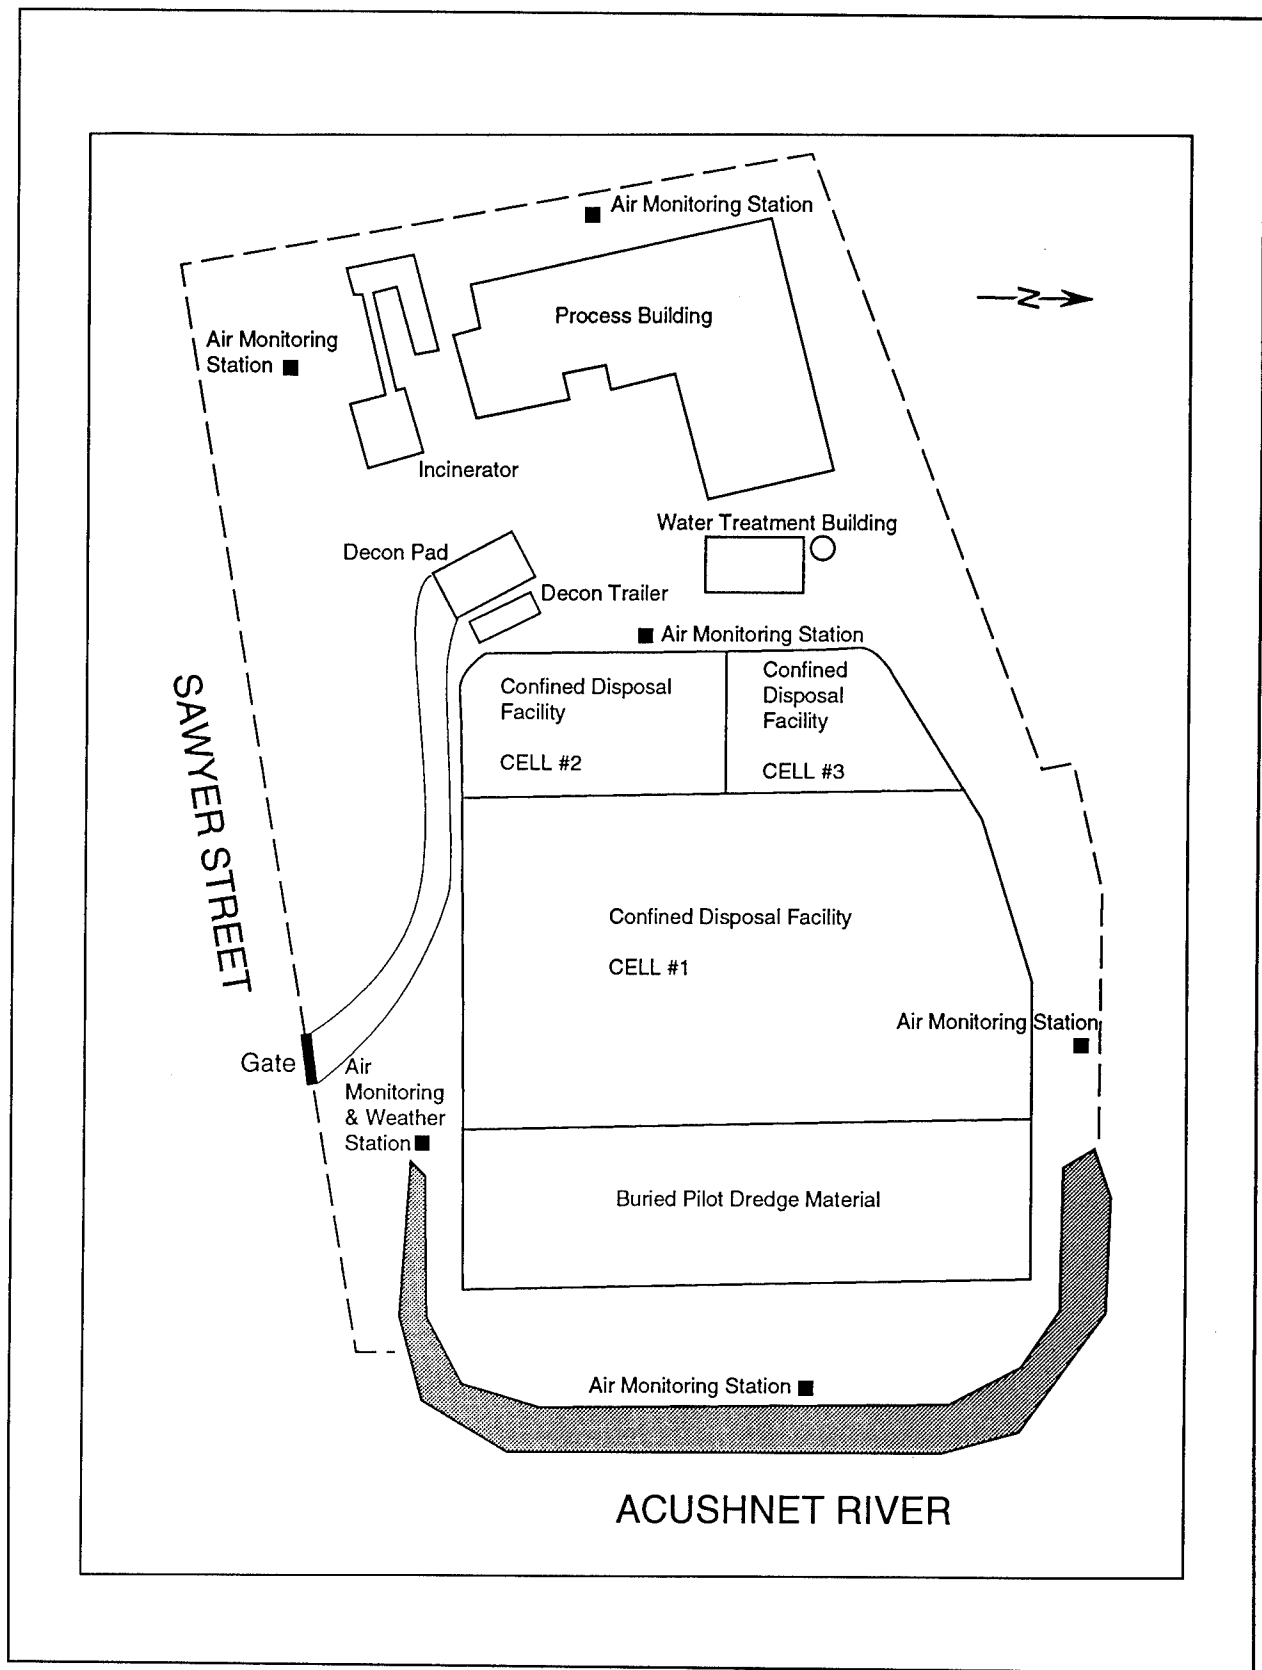 Air Monitoring Station
N
Process Building
Air Monitoring
Station
Incinerator
Water Treatment Building
Decon Pad
Decon Trailer
Air Monitoring Station
Confined Disposal
Facility
CELL #2
Confined
Disposal
Facility
CELL #3
SAWYER STREET
Confined Disposal Facility
CELL #1
Air Monitoring Station
Gate
Air
Monitoring
& Weather
Station
Buried Pilot Dredge Material
Air Monitoring Station
ACUSHNET RIVER